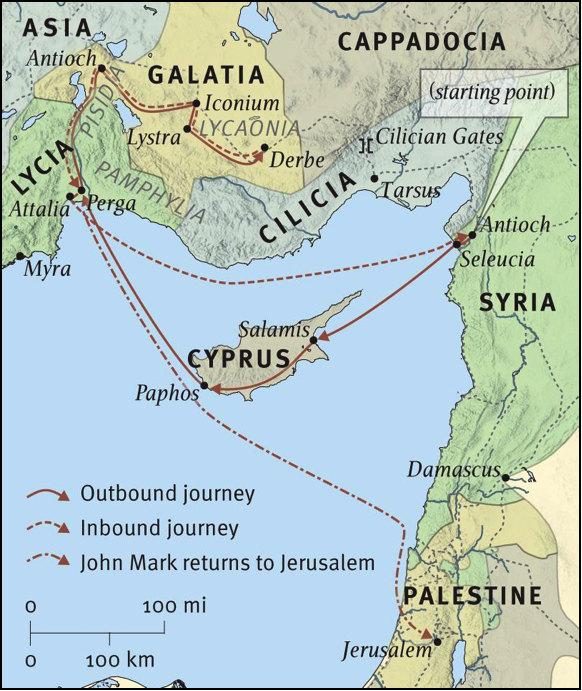 ASIA
CAPPADOCIA
Antioch
GALATIA
(starting point)
PISIDIA
Iconium
Lystra
LYCAONIA
Cilician Gates
Derbe
LYCIA
PAMPHYLIA
CILICIA
Tarsus
Attalia
Perga
Antioch
Seleucia
Myra
SYRIA
Salamis
CYPRUS
Paphos
Damascus
Outbound journey
Inbound journey
John Mark returns to Jerusalem
PALESTINE
0 100 mi
0 100 km
Jerusalem